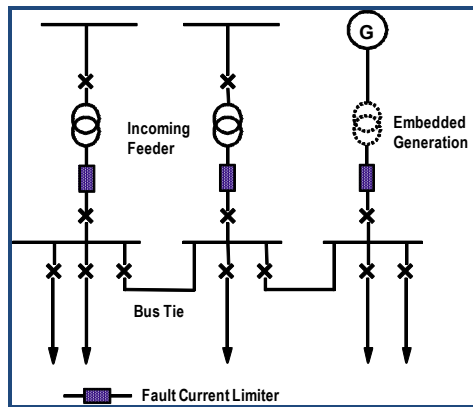 G
Incoming
Feeder
Embedded
Generation
Bus Tie
Fault Current Limiter